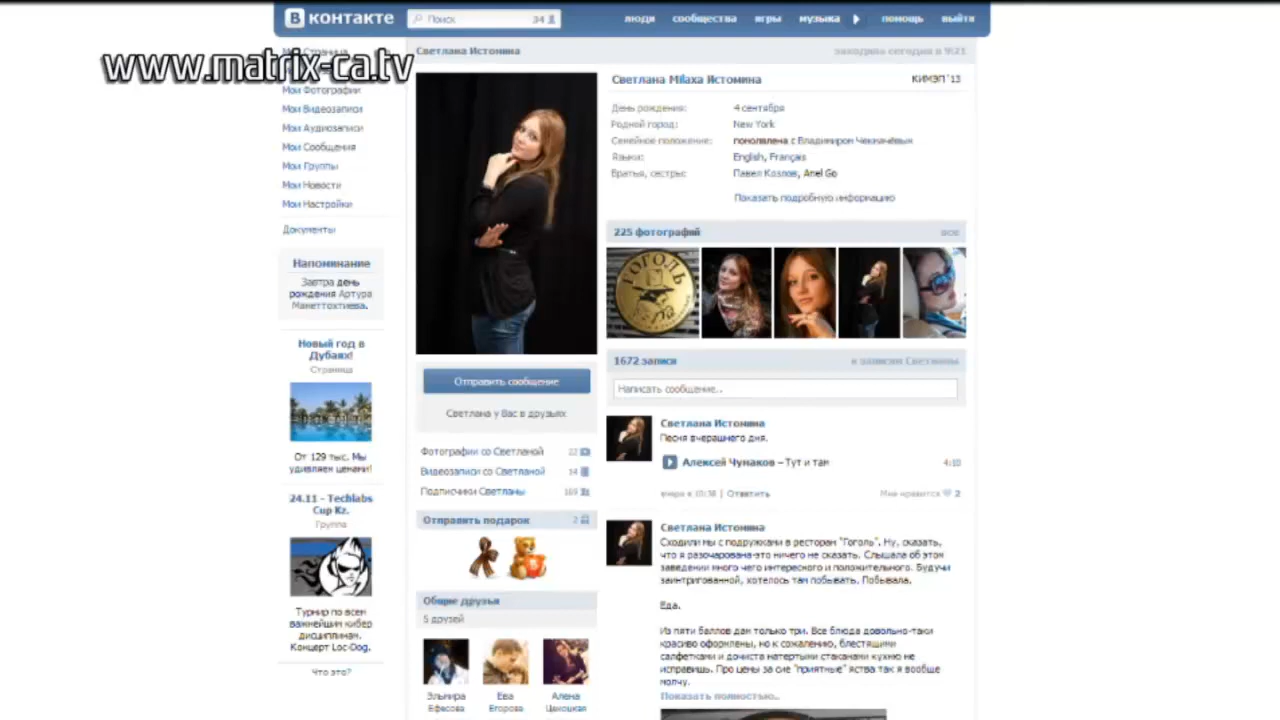 www.matrix-ca.tv
В контакте
Поиск
34
люди
сообщества
игры
музыка
помощь
выйти
Моя Страница
Мои Фотографии
Мои Видеозаписи
Мои Аудиозаписи
Мои Сообщения
Мои Группы
Мои Новости
Мои Настройки
Документы
Напоминание
Завтра день
рождения Артура
Маметтохтиева.
Новый год в
Дубаях!
Страница
От 129 тыс. Мы
удивляем ценами!
24.11 - Techlabs
Cup Kz.
Группа
Турнир по всем
важнейшим кибер
дисциплинам.
Концерт Loc-Dog.
Что это?
Светлана Истомина
заходила сегодня в 9:21
Отправить сообщение
Светлана у Вас в друзьях
Фотографии со Светланой 22
Видеозаписи со Светланой 14
Подписчики Светланы 169
Отправить подарок 2
Общие друзья
5 друзей
Эльмира
Ефесова
Ева
Егорова
Алена
Светлана Milaxa Истомина
КИМЭП'13
День рождения: 4 сентября
Родной город: New York
Семейное положение: помолвлена с Владимиром
Языки: English, Français
Братья, сестры: Павел Козлов, Anel Go
Показать подробную информацию
225 фотографий
все
ГОГОЛЬ
1672 записи
к записям Светланы
Написать сообщение..
Светлана Истомина
Песня вчерашнего дня.
Алексей Чумаков – Тут и там 4:10
вчера в 10:38 | Ответить
Мне нравится 2
Светлана Истомина
Сходили мы с подружками в ресторан "Гоголь". Ну, сказать,
что я разочарована-это ничего не сказать. Слышала об этом
заведении много чего интересного и положительного. Будучи
заинтригованной, хотелось там побывать. Побывала.
Еда.
Из пяти баллов дам только три. Все блюда довольно-таки
красиво оформлены, но к сожалению, блестящими
салфетками и дочиста натертыми стаканами кухню не
исправишь. Про цены за сие "приятные" яства так я вообще
молчу.
Показать полностью..